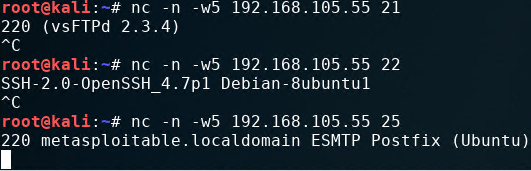 root@kali:~# nc -n -w5 192.168.105.55 21
220 (vsFTPd 2.3.4)
^C
root@kali:~# nc -n -w5 192.168.105.55 22
SSH-2.0-OpenSSH_4.7p1 Debian-8ubuntu1
^C
root@kali:~# nc -n -w5 192.168.105.55 25
220 metasploitable.localdomain ESMTP Postfix (Ubuntu)